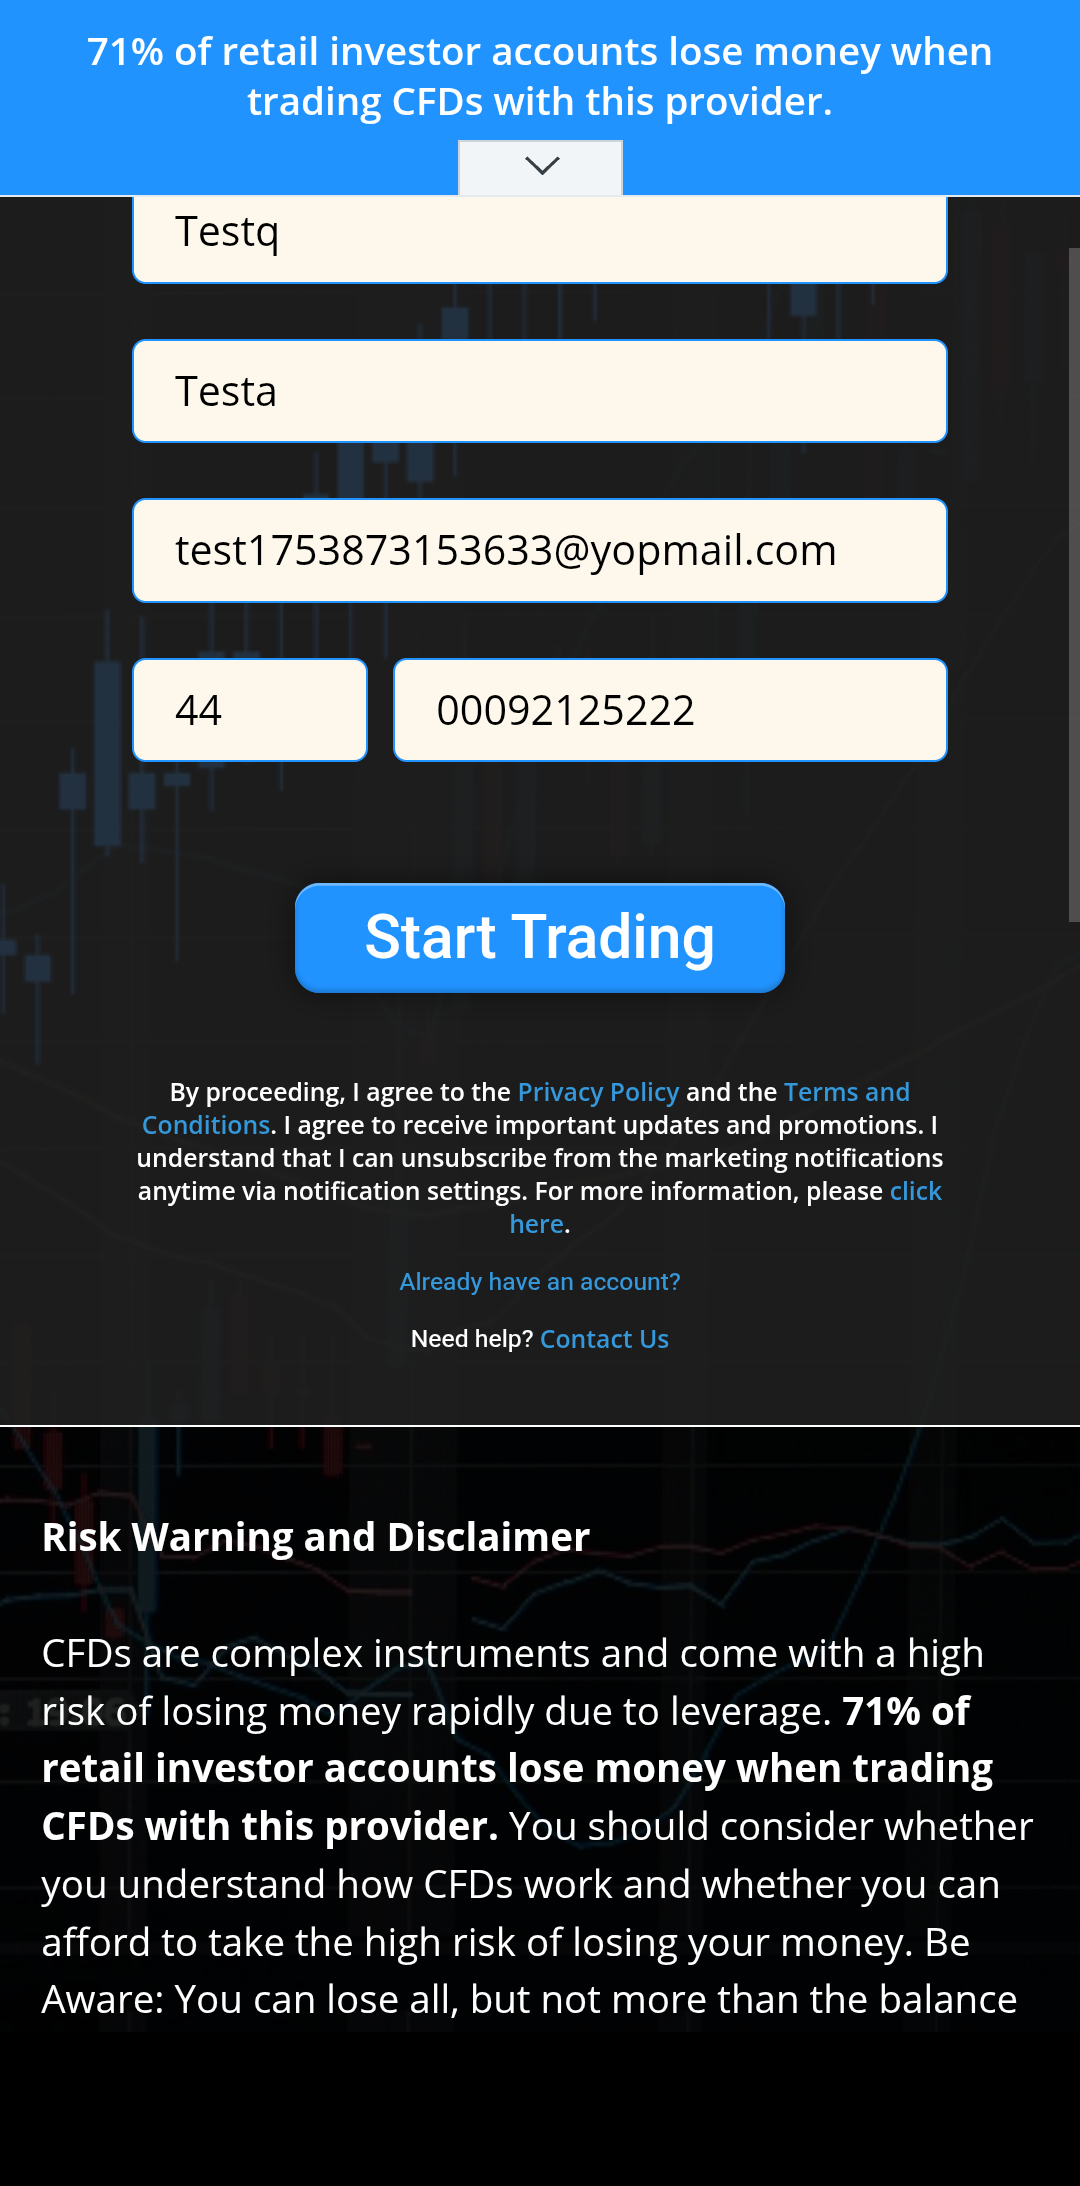 71% of retail investor accounts lose money when
trading CFDs with this provider.
Testq
Testa
test1753873153633@yopmail.com
44
00092125222
Start Trading
By proceeding, I agree to the Privacy Policy and the Terms and
Conditions. I agree to receive important updates and promotions. I
understand that I can unsubscribe from the marketing notifications
anytime via notification settings. For more information, please click
here.
Already have an account?
Need help? Contact Us
Risk Warning and Disclaimer
CFDs are complex instruments and come with a high
risk of losing money rapidly due to leverage. 71% of
retail investor accounts lose money when trading
CFDs with this provider. You should consider whether
you understand how CFDs work and whether you can
afford to take the high risk of losing your money. Be
Aware: You can lose all, but not more than the balance